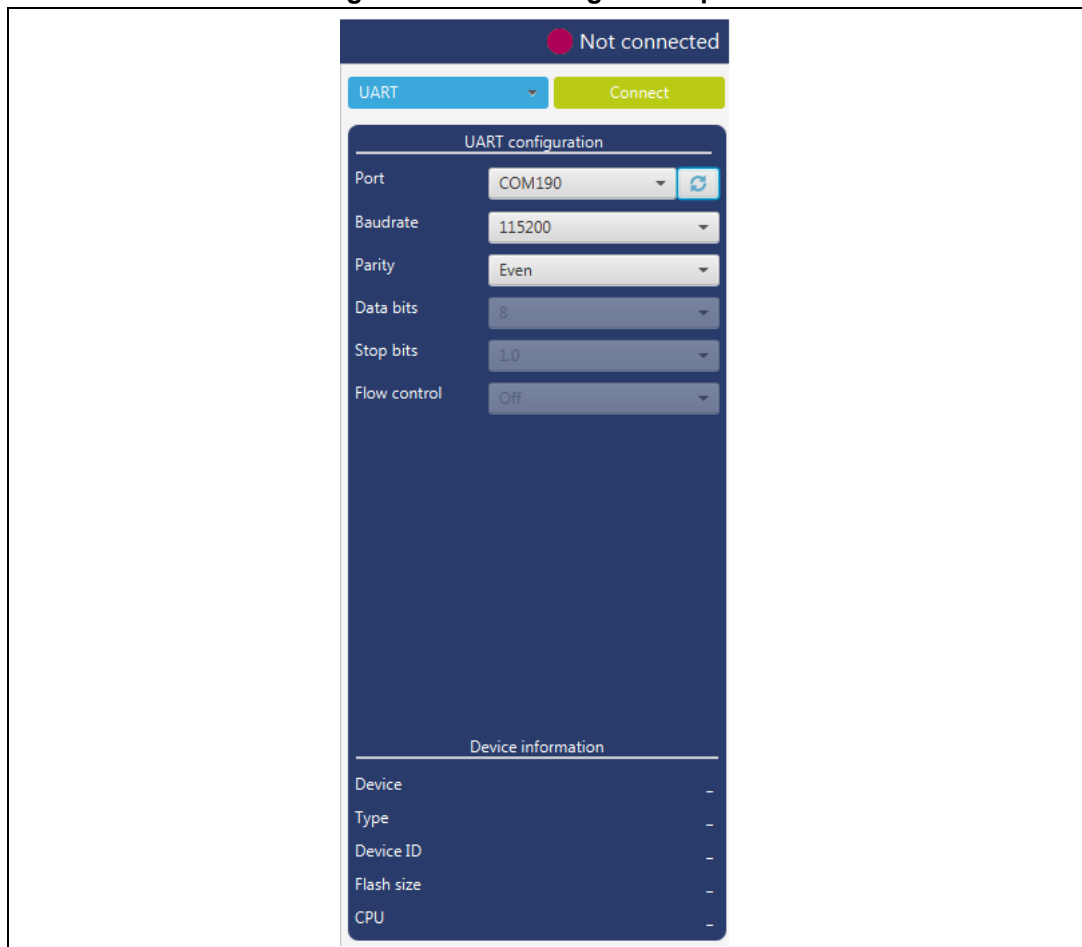 Not connected
UART Connect
UART configuration
Port COM190
Baudrate 115200
Parity Even
Data bits 8
Stop bits 1.0
Flow control Off
Device information
Device -
Type -
Device ID -
Flash size -
CPU -